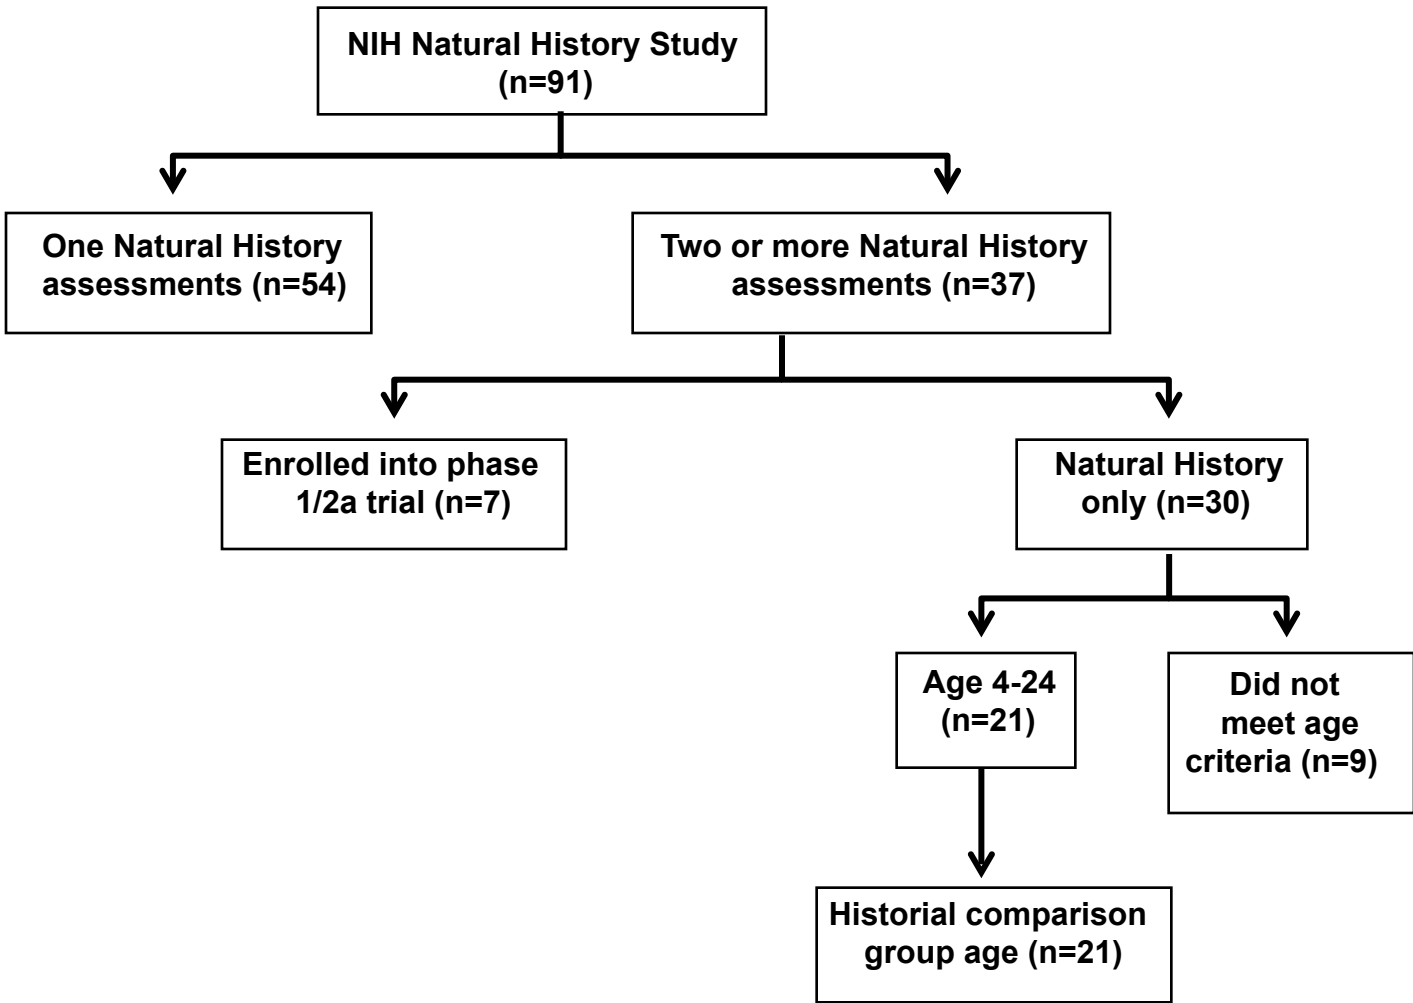 NIH Natural History Study
(n=91)
One Natural History
assessments (n=54)
Two or more Natural History
assessments (n=37)
Enrolled into phase
1/2a trial (n=7)
Natural History
only (n=30)
Age 4-24
(n=21)
Did not
meet age
criteria (n=9)
Historial comparison
group age (n=21)